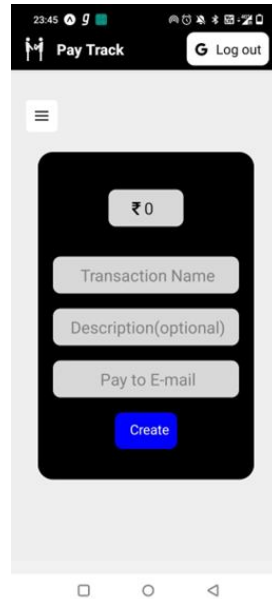 23:45
Pay Track
G Log out
₹ 0
Transaction Name
Description(optional)
Pay to E-mail
Create